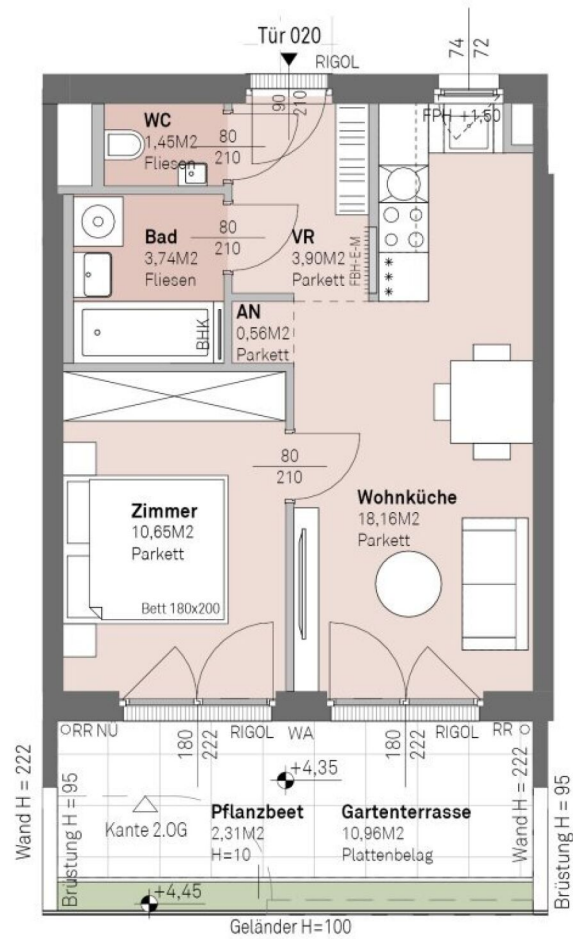 Tür 020
RIGOL
74
72
90
210
FPH +1,50
WC
1,45M2
Fliesen
80
210
Bad
3,74M2
Fliesen
80
210
VR
3,90M2
Parkett
FBH-E-M
AN
0,56M2
Parkett
BHK
80
210
Zimmer
10,65M2
Parkett
Bett 180x200
Wohnküche
18,16M2
Parkett
RR NÜ
180
222
RIGOL
WA
180
222
RIGOL
RR
Wand H = 222
Brüstung H = 95
+4,35
Kante 2.OG
Pflanzbeet
2,31M2
H=10
Gartenterrasse
10,96M2
Plattenbelag
Wand H = 222
Brüstung H = 95
+4,45
Geländer H=100